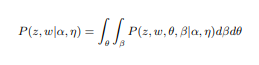 P(z, w|α, η) = ∫_θ ∫_β P(z, w, θ, β|α, η)dβdθ